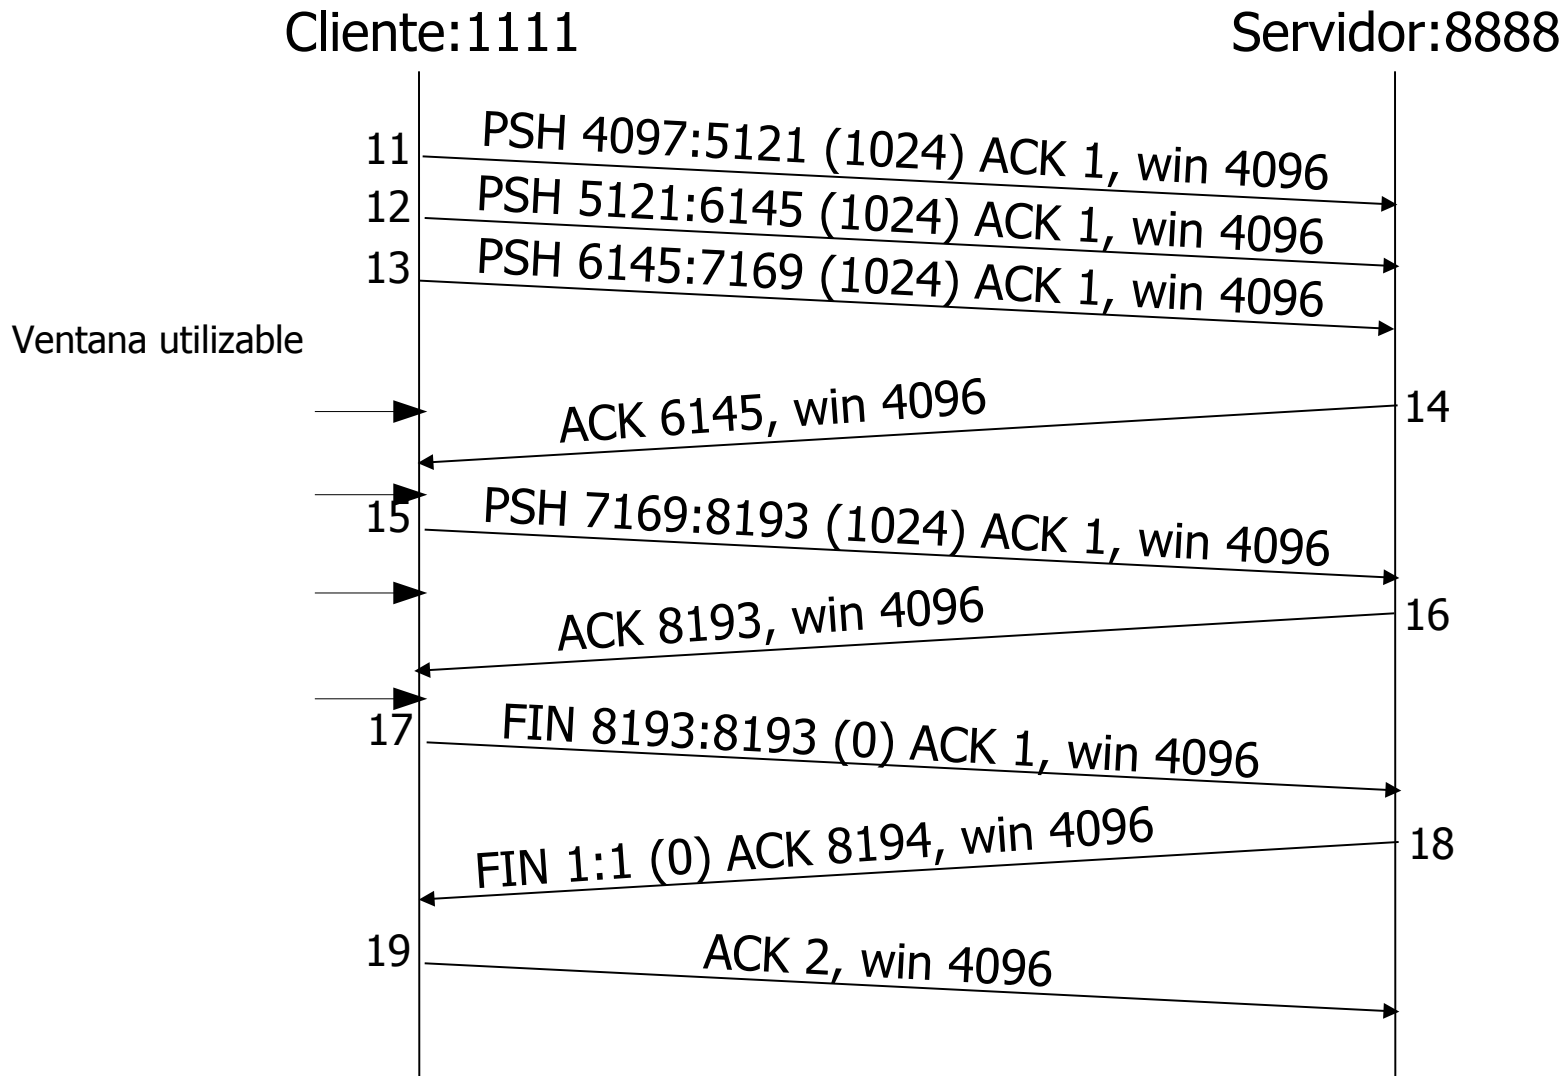 Cliente:1111 Servidor:8888
11 PSH 4097:5121 (1024) ACK 1, win 4096
12 PSH 5121:6145 (1024) ACK 1, win 4096
13 PSH 6145:7169 (1024) ACK 1, win 4096
Ventana utilizable
ACK 6145, win 4096 14
15 PSH 7169:8193 (1024) ACK 1, win 4096
ACK 8193, win 4096 16
17 FIN 8193:8193 (0) ACK 1, win 4096
FIN 1:1 (0) ACK 8194, win 4096 18
19 ACK 2, win 4096